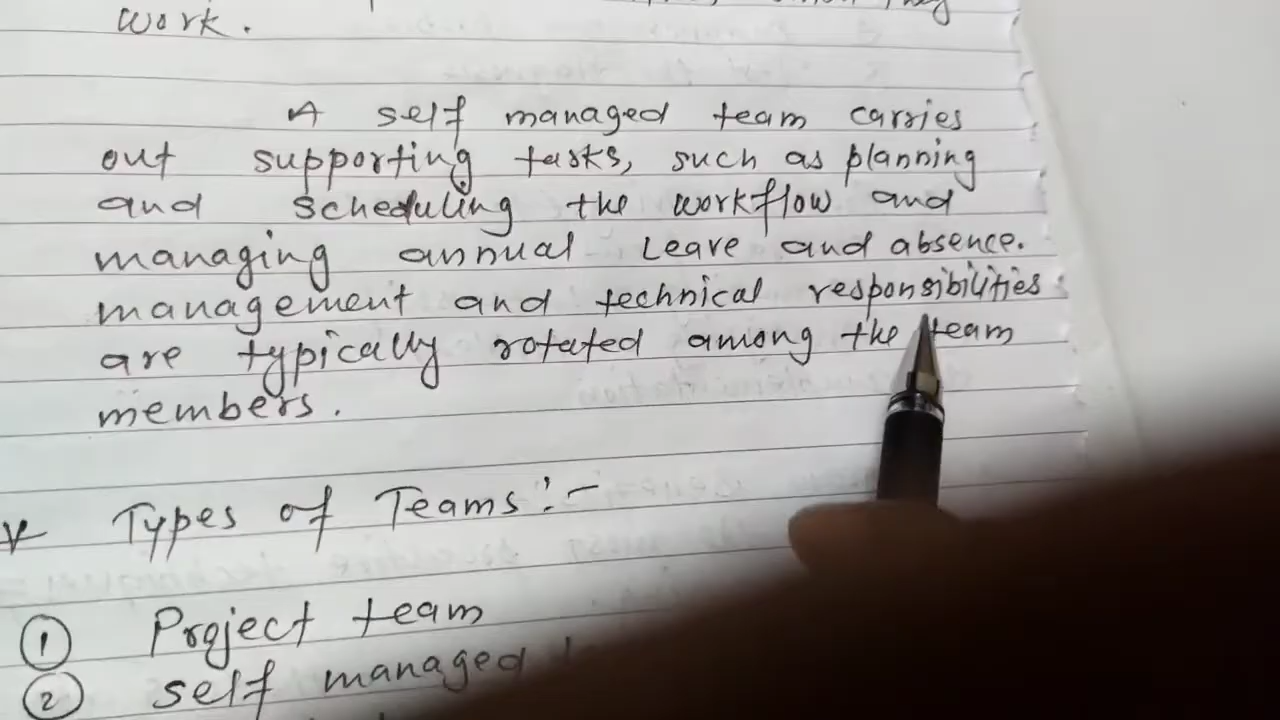 work.
A self managed team carries
out supporting tasks, such as planning
and scheduling the workflow and
managing annual Leave and absence.
management and technical responsibilities
are typically rotated among the team
members.
Types of Teams :-
1 Project team
2 self managed